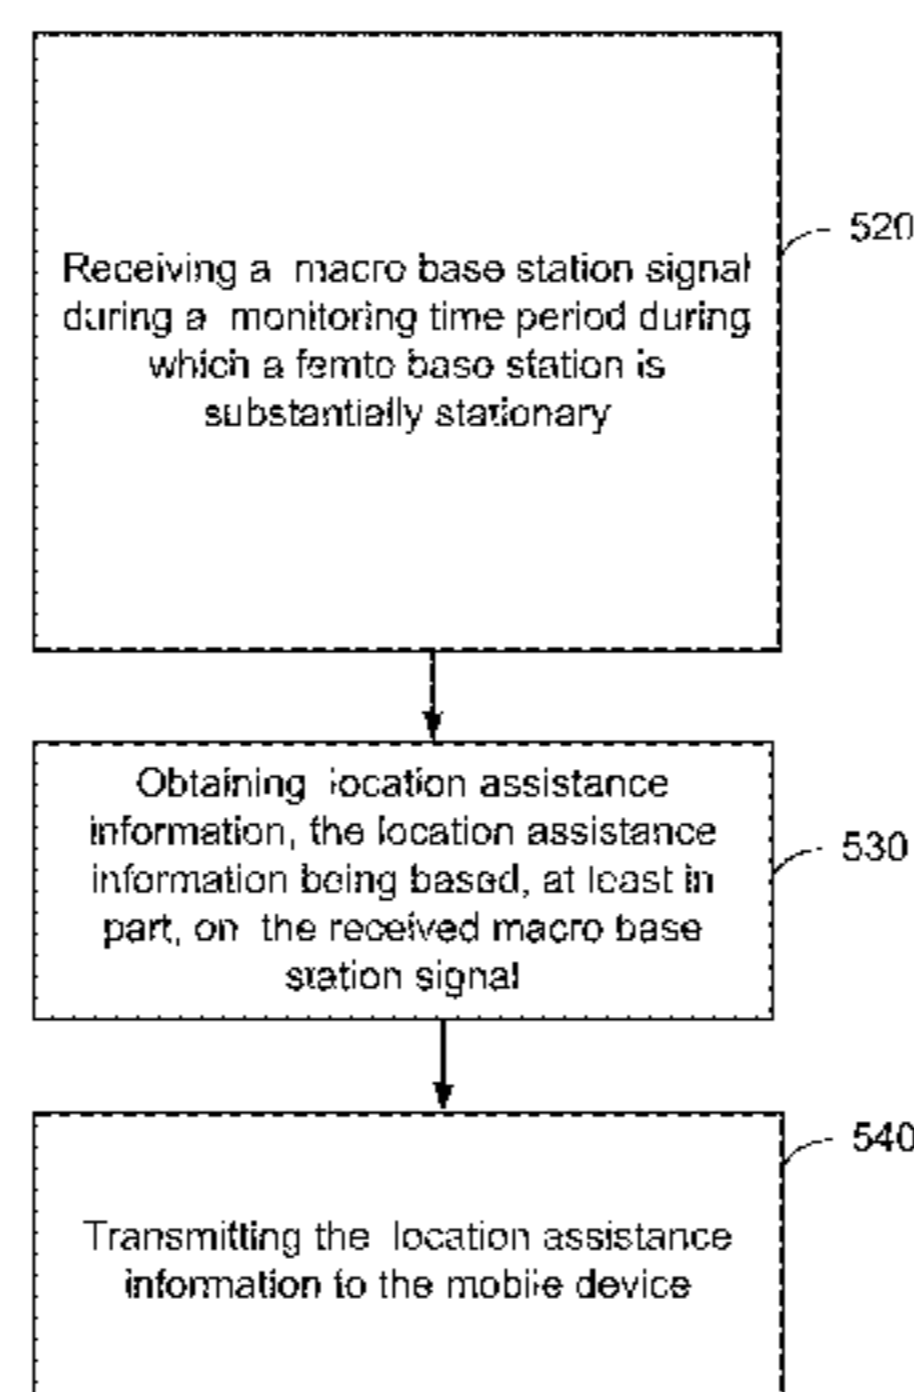 Receiving a macro base station signal
during a monitoring time period during
which a femto base station is
substantially stationary
520
Obtaining location assistance
information, the location assistance
information being based, at least in
part, on the received macro base
station signal
530
540
Transmitting the location assistance
information to the mobile device